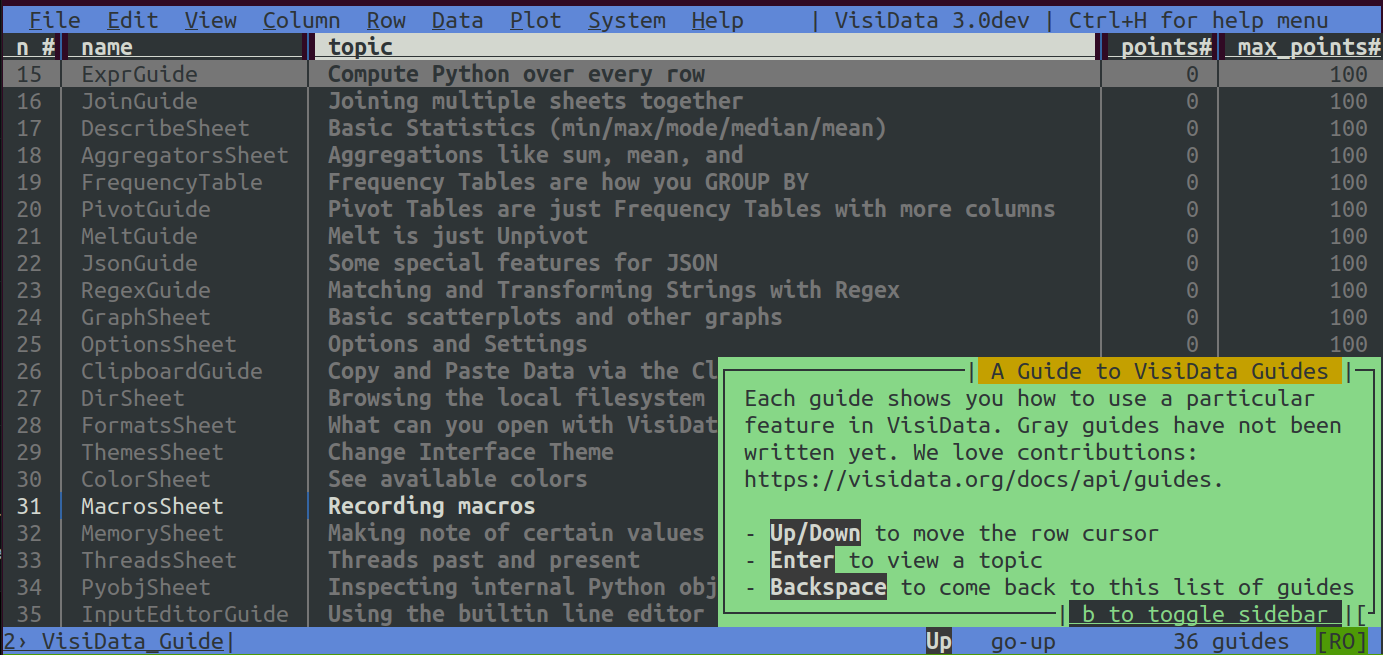 File Edit View Column Row Data Plot System Help | VisiData 3.0dev | Ctrl+H for help menu
n # name topic points# max_points#
15 ExprGuide Compute Python over every row 0 100
16 JoinGuide Joining multiple sheets together 0 100
17 DescribeSheet Basic Statistics (min/max/mode/median/mean) 0 100
18 AggregatorsSheet Aggregations like sum, mean, and 0 100
19 FrequencyTable Frequency Tables are how you GROUP BY 0 100
20 PivotGuide Pivot Tables are just Frequency Tables with more columns 0 100
21 MeltGuide Melt is just Unpivot 0 100
22 JsonGuide Some special features for JSON 0 100
23 RegexGuide Matching and Transforming Strings with Regex 0 100
24 GraphSheet Basic scatterplots and other graphs 0 100
25 OptionsSheet Options and Settings 0 100
26 ClipboardGuide Copy and Paste Data via the Cl
27 DirSheet Browsing the local filesystem
28 FormatsSheet What can you open with VisiDat
29 ThemesSheet Change Interface Theme
30 ColorSheet See available colors
31 MacrosSheet Recording macros
32 MemorySheet Making note of certain values
33 ThreadsSheet Threads past and present
34 PyobjSheet Inspecting internal Python obj
35 InputEditorGuide Using the builtin line editor
| A Guide to VisiData Guides |
Each guide shows you how to use a particular
feature in VisiData. Gray guides have not been
written yet. We love contributions:
https://visidata.org/docs/api/guides.
- Up/Down to move the row cursor
- Enter to view a topic
- Backspace to come back to this list of guides
| b to toggle sidebar |[
2› VisiData_Guide| Up go-up 36 guides [RO]